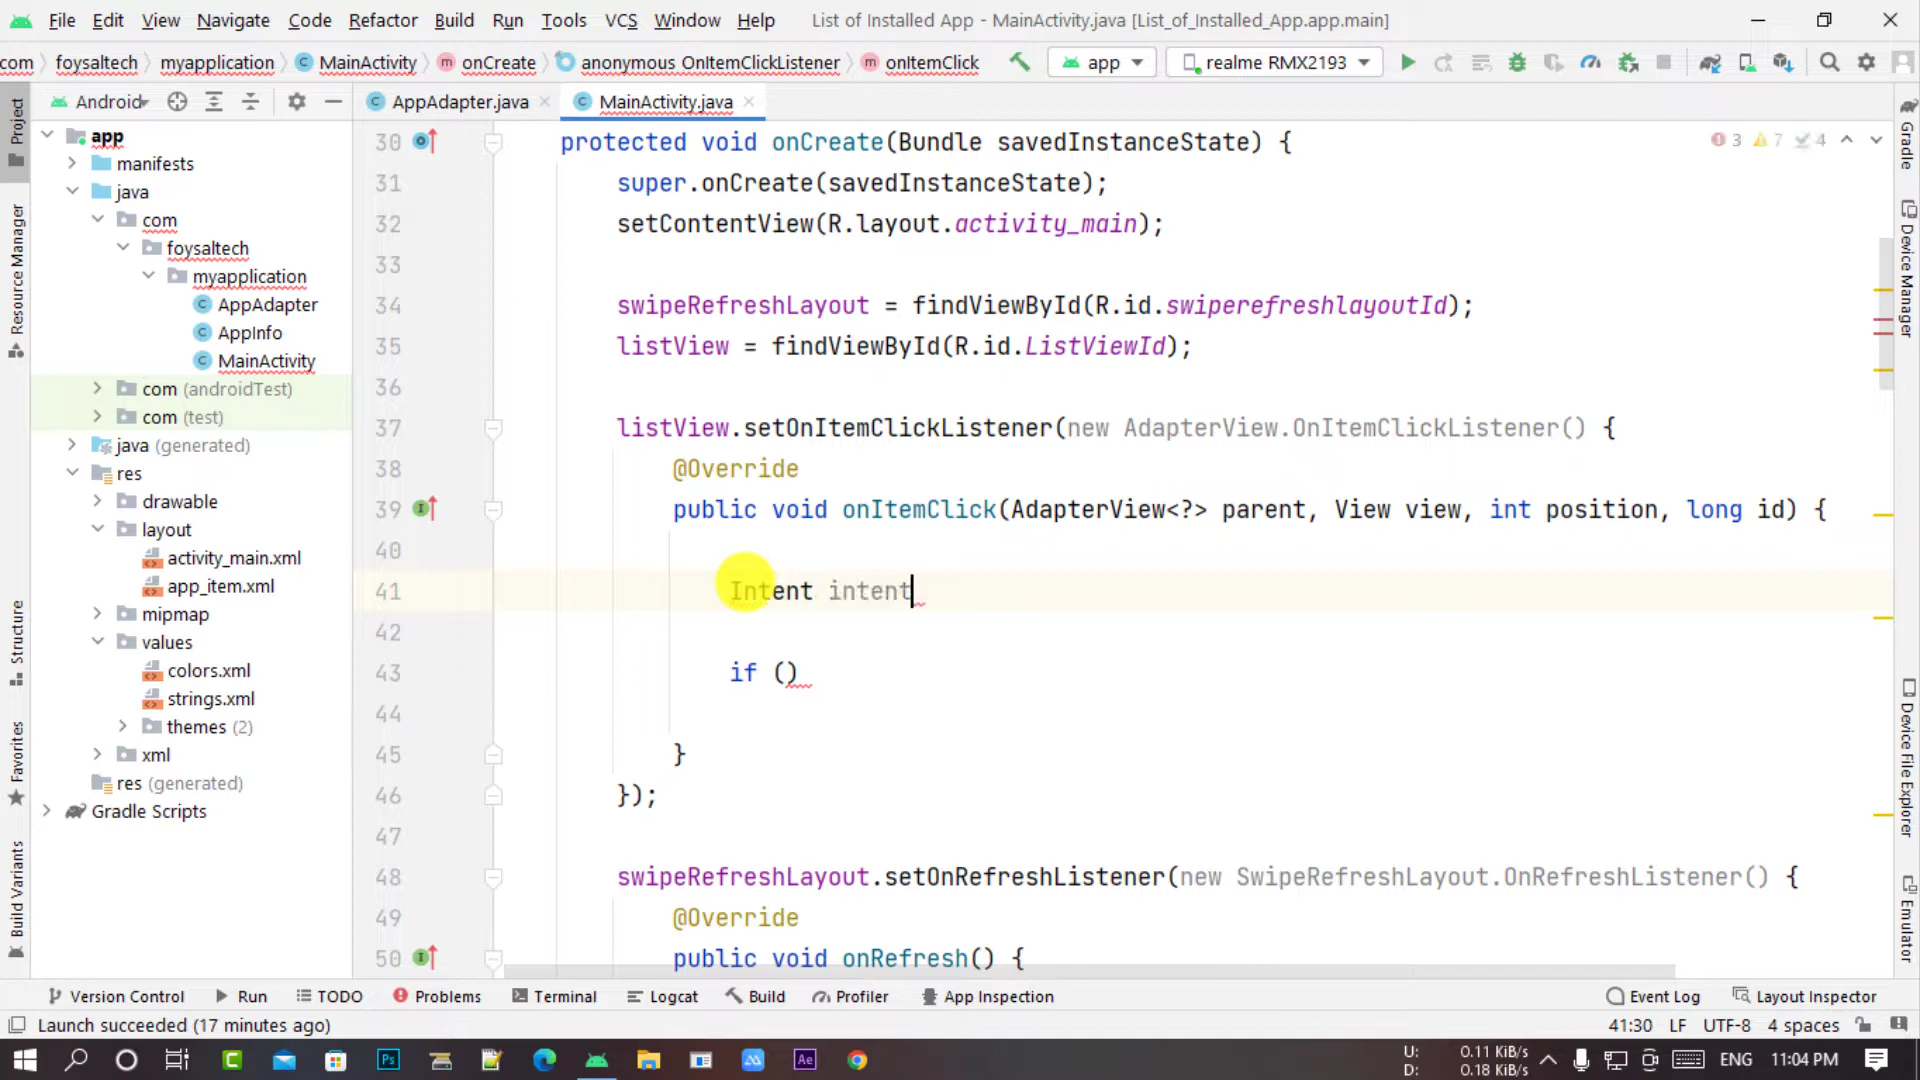 File Edit View Navigate Code Refactor Build Run Tools VCS Window Help List of Installed App - MainActivity.java [List_of_Installed_App.app.main]
com foysaltech myapplication MainActivity onCreate anonymous OnItemClickListener onItemClick app realme RMX2193
Project
Resource Manager
Structure
Favorites
Build Variants
Android
app
manifests
java
com
foysaltech
myapplication
AppAdapter
AppInfo
MainActivity
com (androidTest)
com (test)
java (generated)
res
drawable
layout
activity_main.xml
app_item.xml
mipmap
values
colors.xml
strings.xml
themes (2)
xml
res (generated)
Gradle Scripts
AppAdapter.java MainActivity.java
3 7 4
30 protected void onCreate(Bundle savedInstanceState) {
31 super.onCreate(savedInstanceState);
32 setContentView(R.layout.activity_main);
33
34 swipeRefreshLayout = findViewById(R.id.swiperefreshlayoutId);
35 listView = findViewById(R.id.ListViewId);
36
37 listView.setOnItemClickListener(new AdapterView.OnItemClickListener() {
38 @Override
39 public void onItemClick(AdapterView<?> parent, View view, int position, long id) {
40
41 Intent intent
42
43 if ()
44
45 }
46 });
47
48 swipeRefreshLayout.setOnRefreshListener(new SwipeRefreshLayout.OnRefreshListener() {
49 @Override
50 public void onRefresh() {
Gradle
Device Manager
Device File Explorer
Emulator
Version Control Run TODO Problems Terminal Logcat Build Profiler App Inspection Event Log Layout Inspector
Launch succeeded (17 minutes ago) 41:30 LF UTF-8 4 spaces
U: 0.11 KiB/s
D: 0.18 KiB/s
ENG 11:04 PM